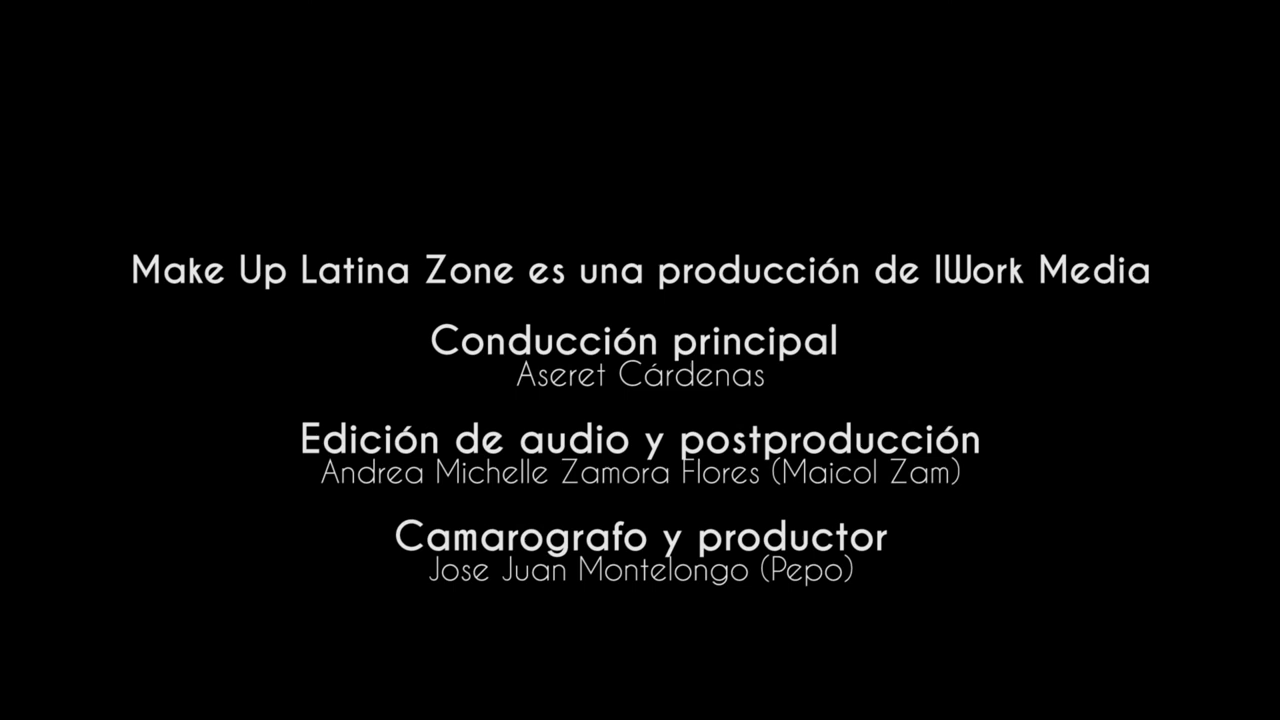 Make Up Latina Zone es una producción de IWork Media
Conducción principal
Aseret Cárdenas
Edición de audio y postproducción
Andrea Michelle Zamora Flores (Maicol Zam)
Camarografo y productor
Jose Juan Montelongo (Pepo)